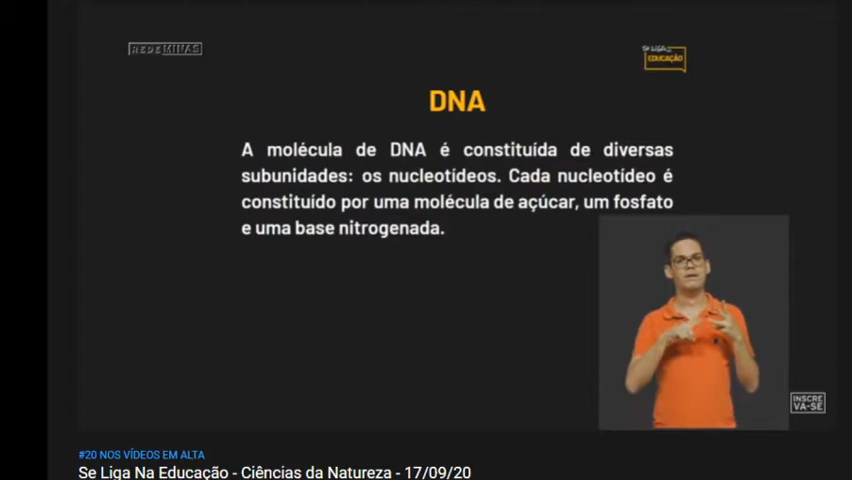 REDEMINAS
Se LIGA na
EDUCAÇÃO
DNA
A molécula de DNA é constituída de diversas
subunidades: os nucleotídeos. Cada nucleotídeo é
constituído por uma molécula de açúcar, um fosfato
e uma base nitrogenada.
INSCRE
VA-SE
#20 NOS VÍDEOS EM ALTA
Se Liga Na Educação - Ciências da Natureza - 17/09/20